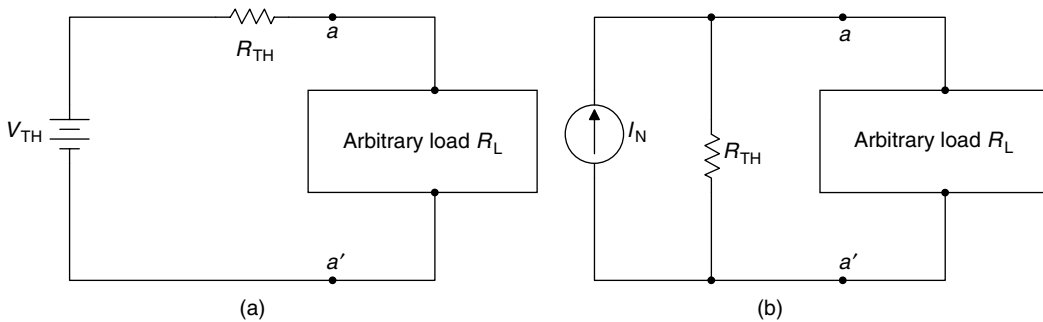 a
R_TH
V_TH
Arbitrary load R_L
a′
(a)
a
I_N
R_TH
Arbitrary load R_L
a′
(b)